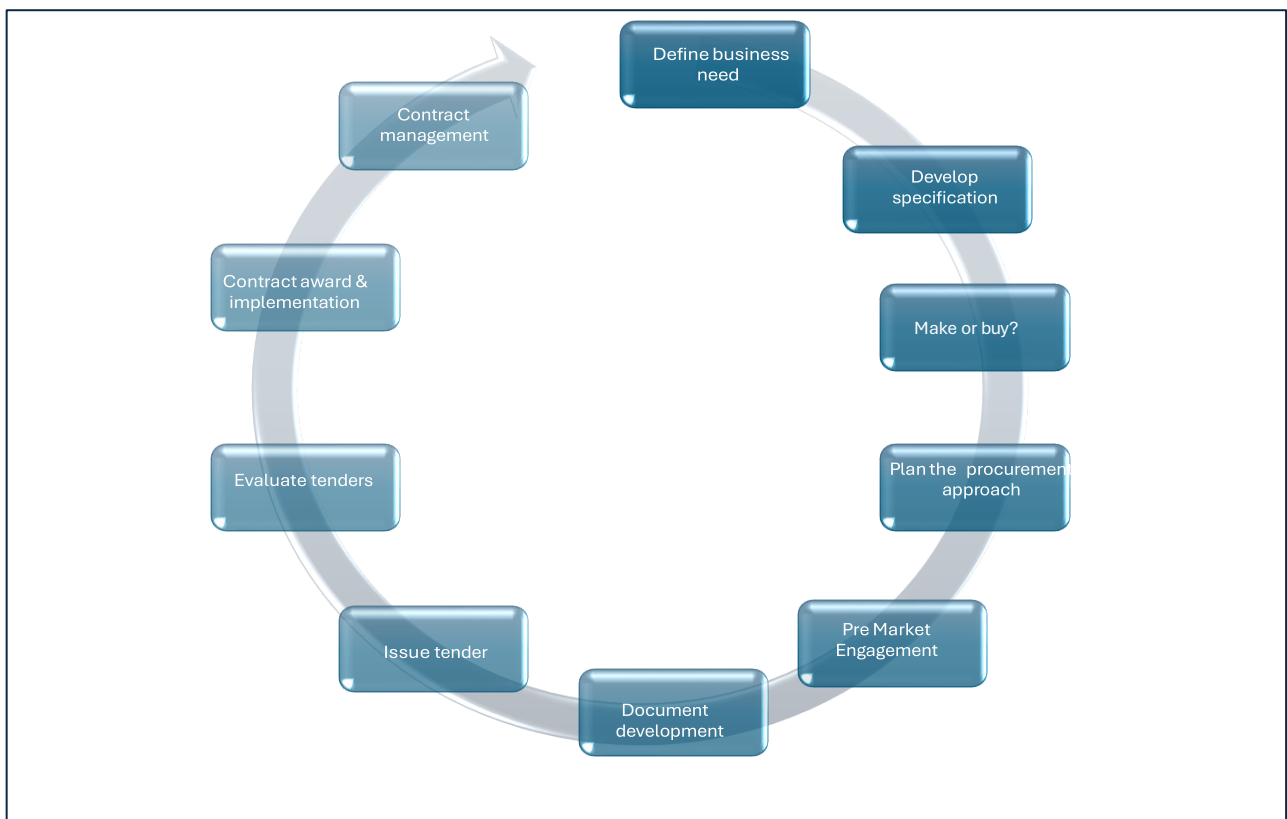 Define business
need
Develop
specification
Make or buy?
Plan the procurement
approach
Pre Market
Engagement
Document
development
Issue tender
Evaluate tenders
Contract award &
implementation
Contract
management